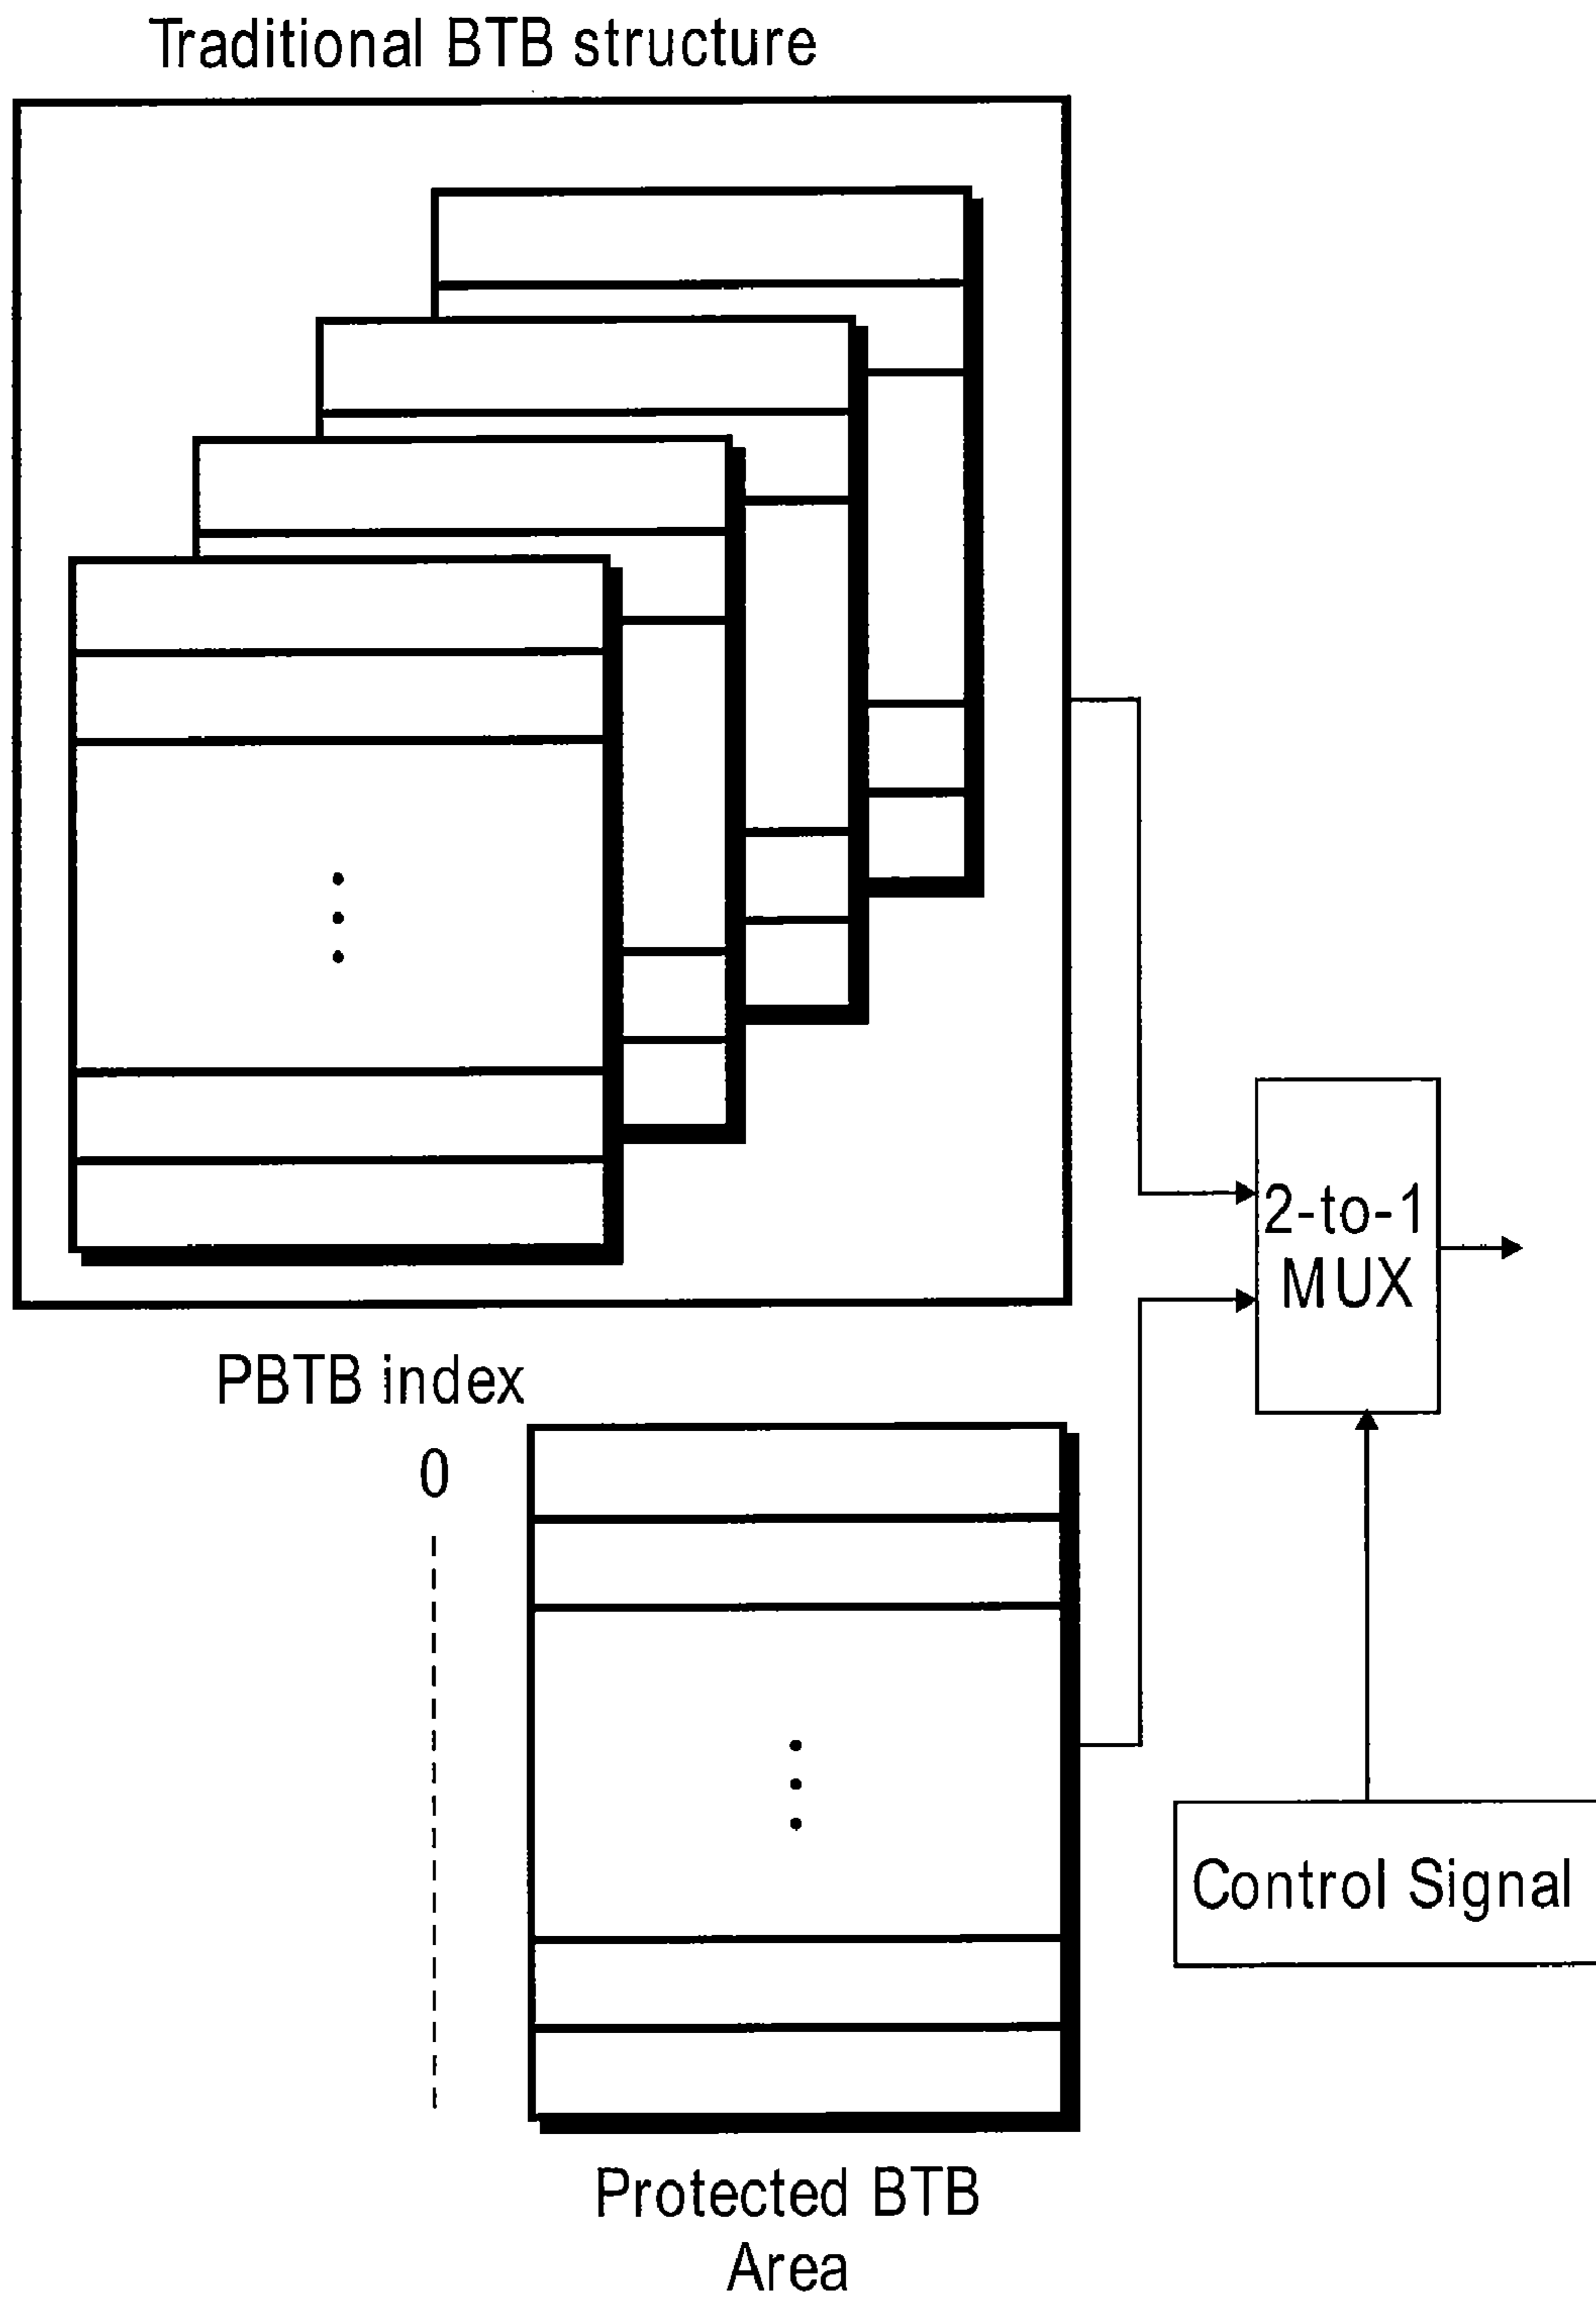 Traditional BTB structure
2-to-1
MUX
PBTB index
0
Control Signal
Protected BTB
Area